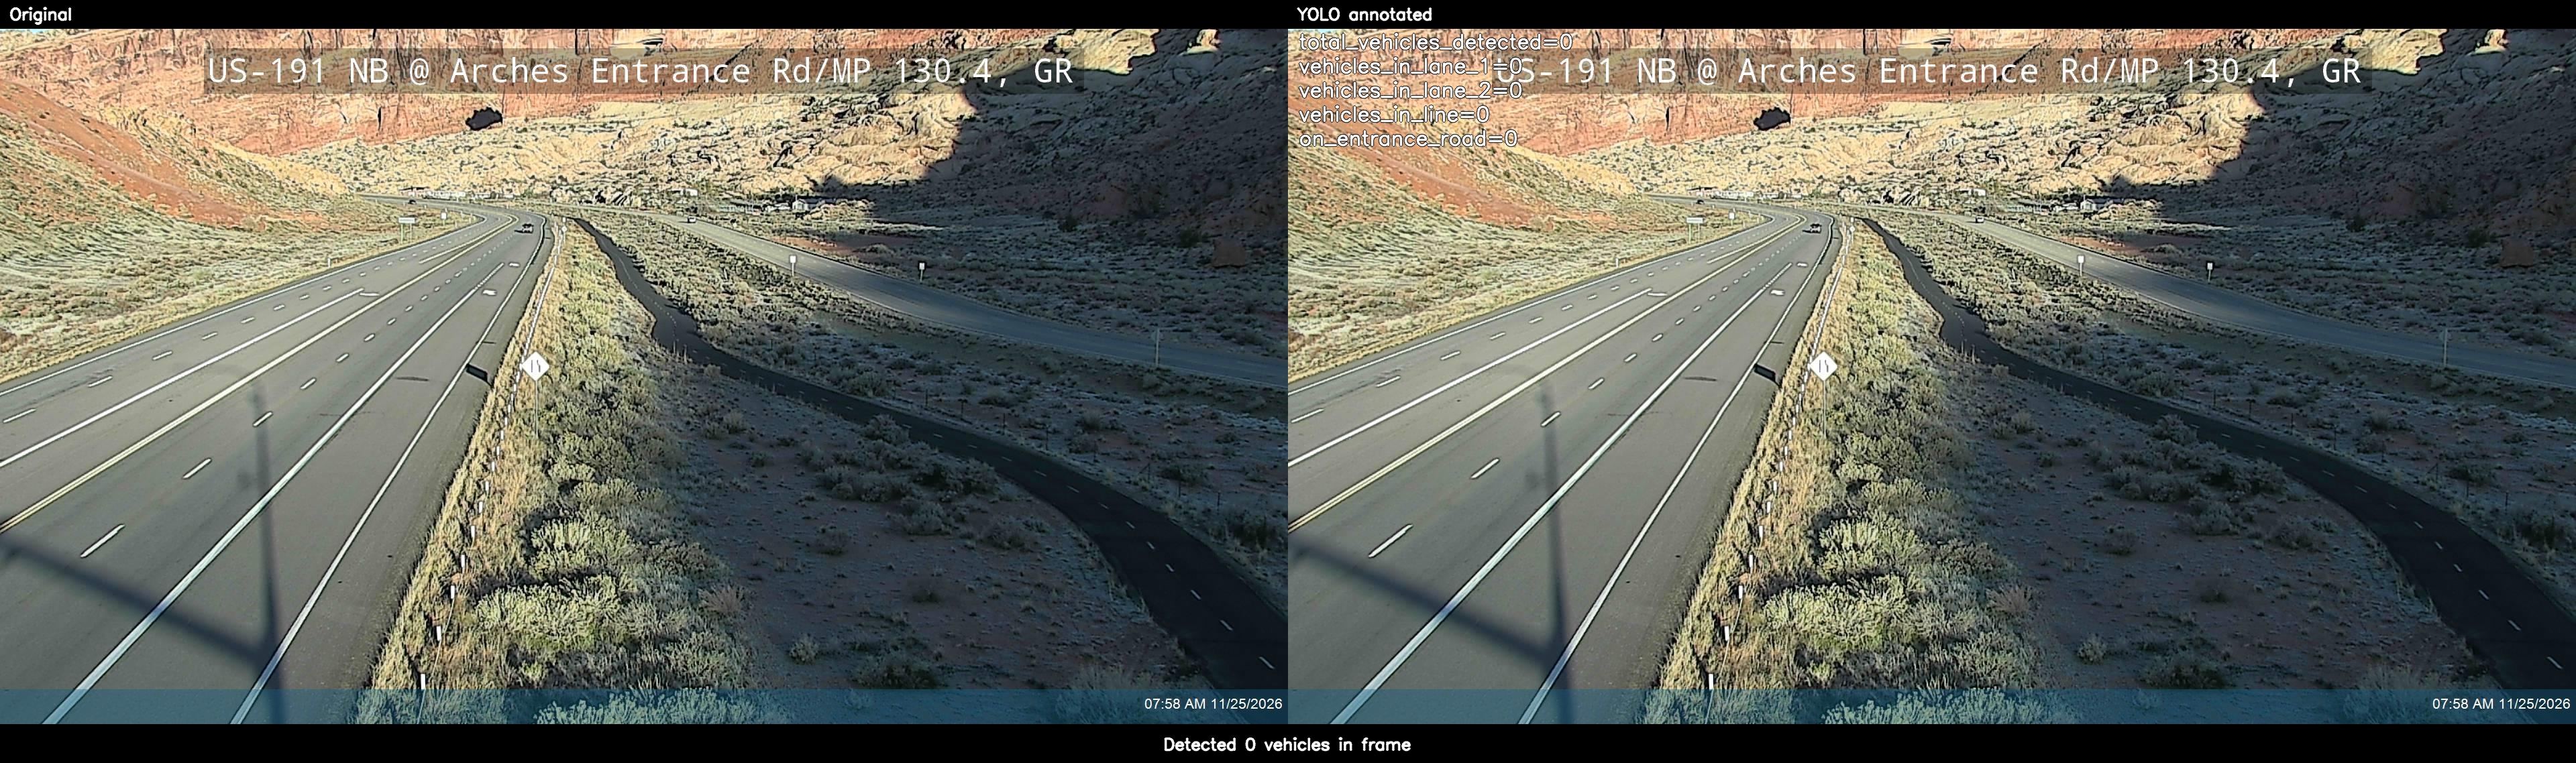 Original
US-191 NB @ Arches Entrance Rd/MP 130.4, GR
07:58 AM 11/25/2026
YOLO annotated
total_vehicles_detected=0
vehicles_in_lane_1=0
US-191 NB @ Arches Entrance Rd/MP 130.4, GR
vehicles_in_lane_2=0
vehicles_in_line=0
on_entrance_road=0
07:58 AM 11/25/2026
Detected 0 vehicles in frame